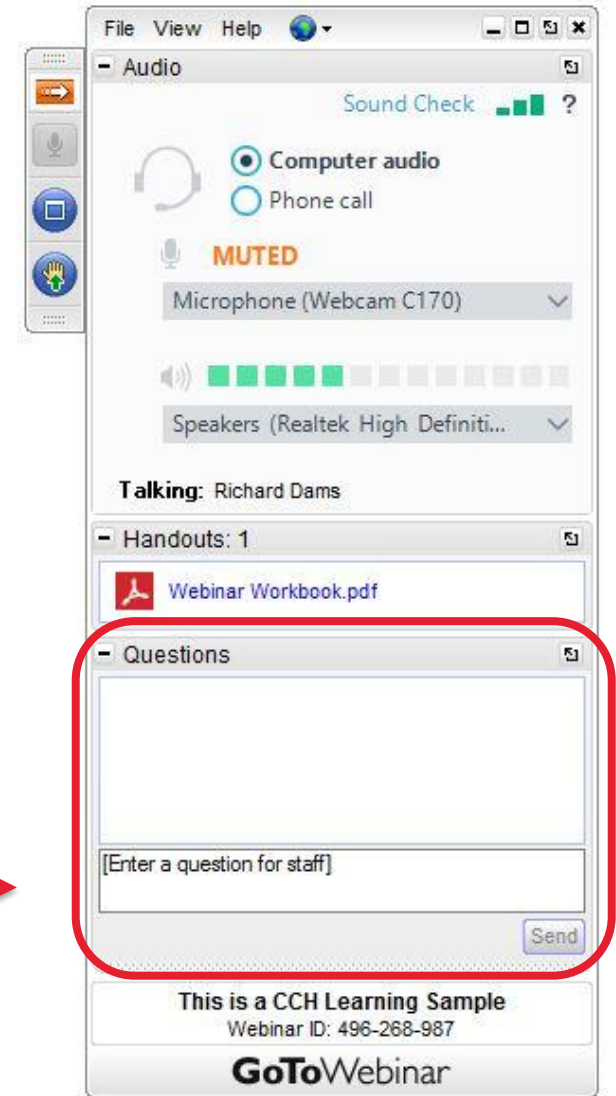 File View Help
Audio
Sound Check ?
Computer audio
Phone call
MUTED
Microphone (Webcam C170)
Speakers (Realtek High Definiti...
Talking: Richard Dams
Handouts: 1
Webinar Workbook.pdf
Questions
[Enter a question for staff]
Send
This is a CCH Learning Sample
Webinar ID: 496-268-987
GoToWebinar